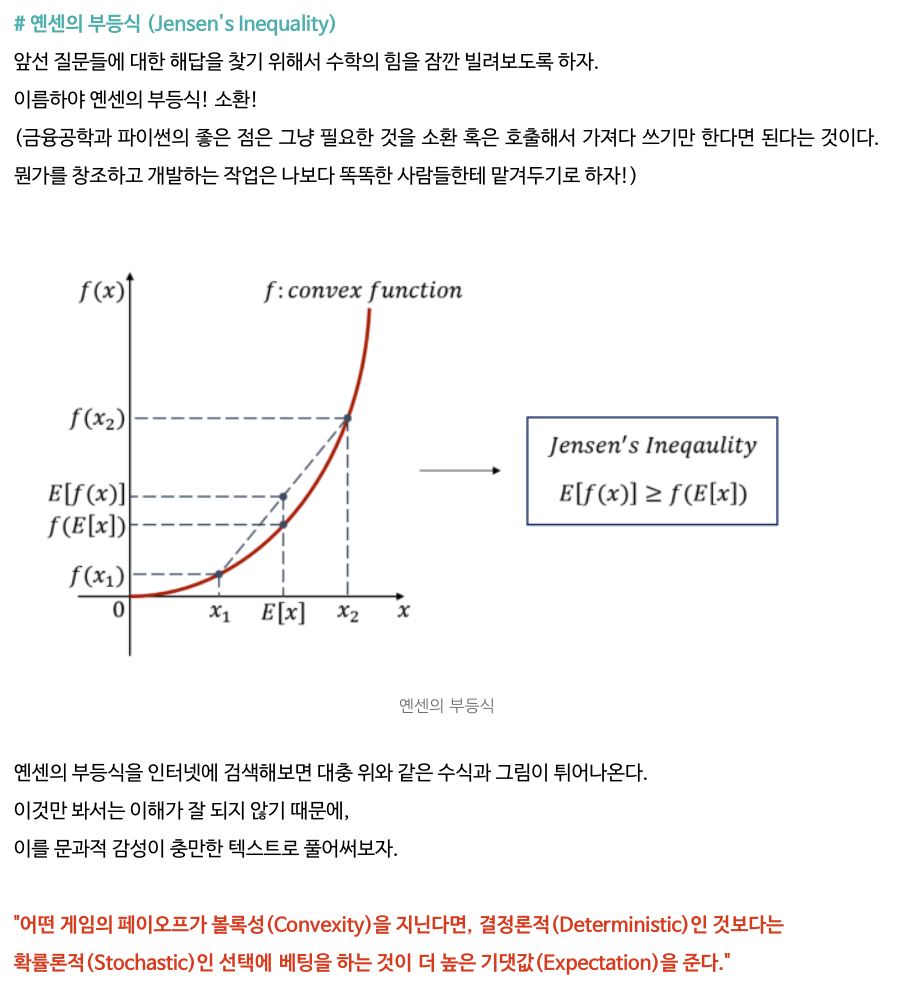 # 옌센의 부등식 (Jensen's Inequality)
앞선 질문들에 대한 해답을 찾기 위해서 수학의 힘을 잠깐 빌려보도록 하자.
이름하야 옌센의 부등식! 소환!
(금융공학과 파이썬의 좋은 점은 그냥 필요한 것을 소환 혹은 호출해서 가져다 쓰기만 한다면 된다는 것이다.
뭔가를 창조하고 개발하는 작업은 나보다 똑똑한 사람들한테 맡겨두기로 하자!)
f(x)
f: convex function
f(x₂)
E[f(x)]
f(E[x])
f(x₁)
0
x₁
E[x]
x₂
x
Jensen's Ineqaulity
E[f(x)] ≥ f(E[x])
옌센의 부등식
옌센의 부등식을 인터넷에 검색해보면 대충 위와 같은 수식과 그림이 튀어나온다.
이것만 봐서는 이해가 잘 되지 않기 때문에,
이를 문과적 감성이 충만한 텍스트로 풀어써보자.
"어떤 게임의 페이오프가 볼록성(Convexity)을 지닌다면, 결정론적(Deterministic)인 것보다는
확률론적(Stochastic)인 선택에 베팅을 하는 것이 더 높은 기댓값(Expectation)을 준다."